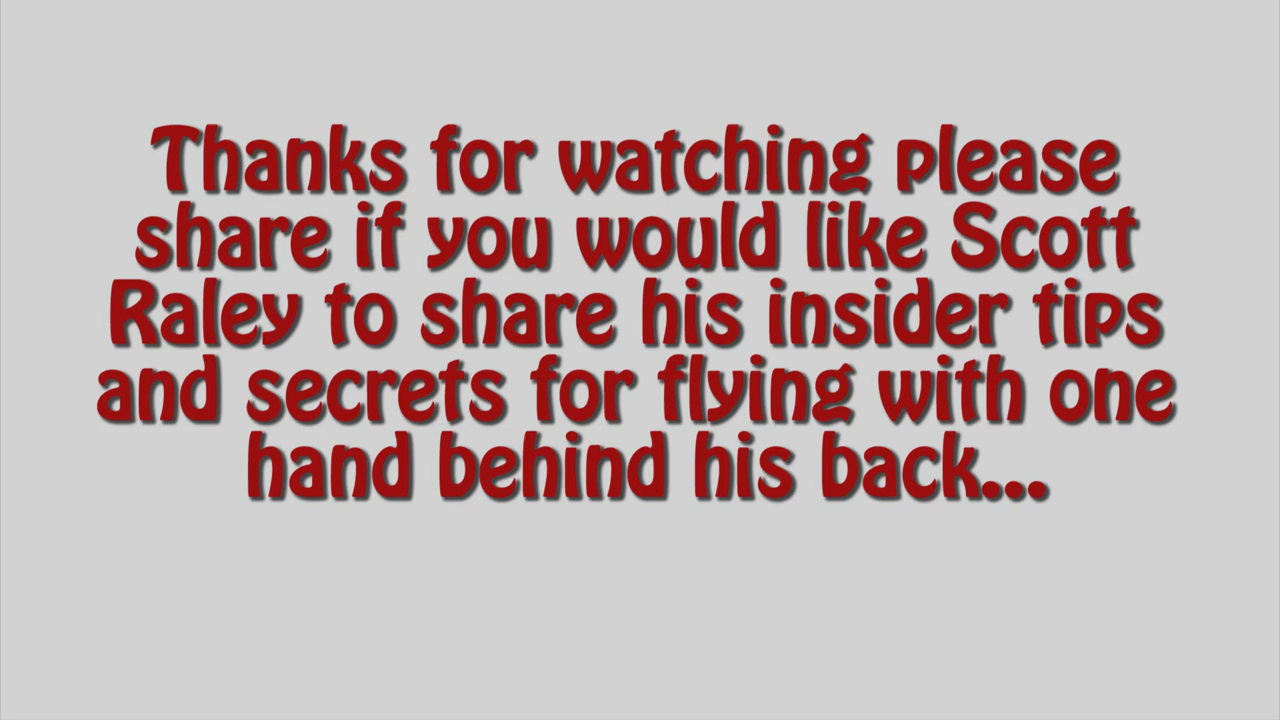 Thanks for watching please
share if you would like Scott
Raley to share his insider tips
and secrets for flying with one
hand behind his back...